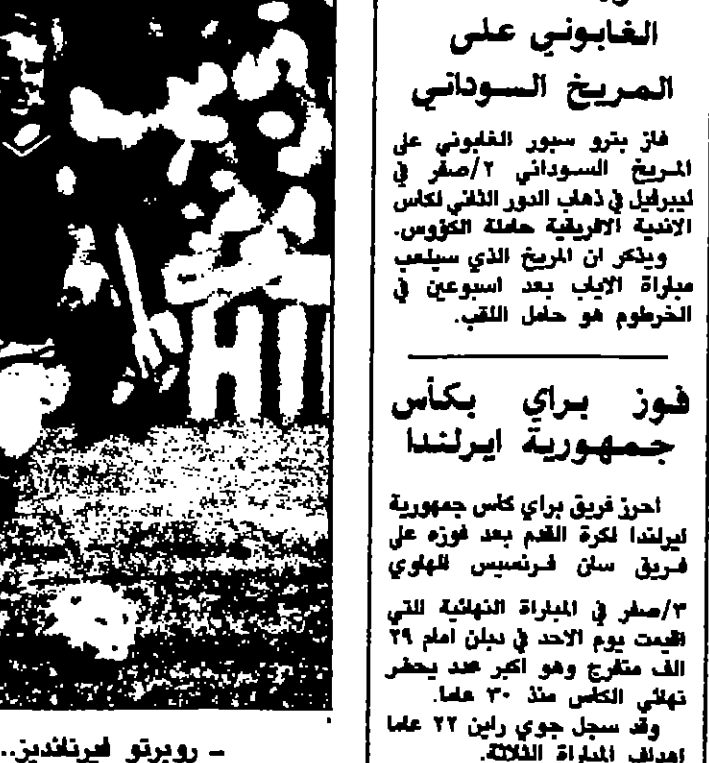 الغابوني على
المريخ السوداني
فاز بترو سبور الغابوني على
المريخ السوداني ٢/صفر في
ليبرفيل في ذهاب الدور الثاني لكاس
الاندية الافريقية حاملة الكؤوس.
ويذكر ان المريخ الذي سيلعب
مباراة الاياب بعد اسبوعين في
الخرطوم هو حامل اللقب.
فوز براي بكأس
جمهورية ايرلندا
احرز فريق براي كاس جمهورية
ايرلندا لكرة القدم بعد فوزه على
فريق سان فرنسيس الهاوي
٣/صفر في المباراة النهائية التي
اقيمت يوم الاحد في دبلن امام ٢٩
الف متفرج وهو اكبر عدد يحضر
نهائي الكاس منذ ٣٠ عاما.
وقد سجل جوي راين ٢٢ عاما
اهداف المباراة الثلاثة.
HI
- روبرتو فيرنانديز..